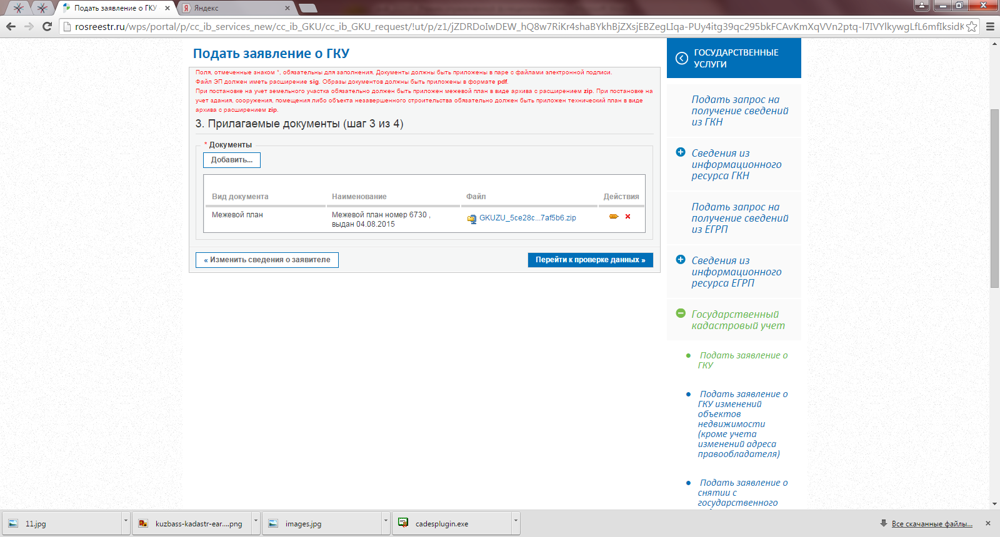 Подать заявление о ГКУ
Яндекс
rosreestr.ru/wps/portal/p/cc_ib_services_new/cc_ib_GKU/cc_ib_GKU_request/!ut/p/z1/
Подать заявление о ГКУ
Поля, отмеченные знаком *, обязательны для заполнения. Документы должны быть приложены в паре с файлами электронной подписи.
Файл ЭП должен иметь расширение sig. Образы документов должны быть приложены в формате pdf.
При постановке на учет земельного участка обязательно должен быть приложен межевой план в виде архива с расширением zip. При постановке на
учет здания, сооружения, помещения либо объекта незавершенного строительства обязательно должен быть приложен технический план в виде
архива с расширением zip.
3. Прилагаемые документы (шаг 3 из 4)
* Документы
Добавить...
Вид документа Наименование Файл Действия
Межевой план Межевой план номер 6730 , GKUZU_5ce28c...7af5b6.zip
выдан 04.08.2015
« Изменить сведения о заявителе Перейти к проверке данных »
ГОСУДАРСТВЕННЫЕ
УСЛУГИ
Подать запрос на
получение сведений
из ГКН
Сведения из
информационного
ресурса ГКН
Подать запрос на
получение сведений
из ЕГРП
Сведения из
информационного
ресурса ЕГРП
Государственный
кадастровый учет
Подать заявление о
ГКУ
Подать заявление о
ГКУ изменений
объектов
недвижимости
(кроме учета
изменений адреса
правообладателя)
Подать заявление о
снятии с
государственного
11.jpg
kuzbass-kadastr-ear....png
images.jpg
cadesplugin.exe
Все скачанные файлы...